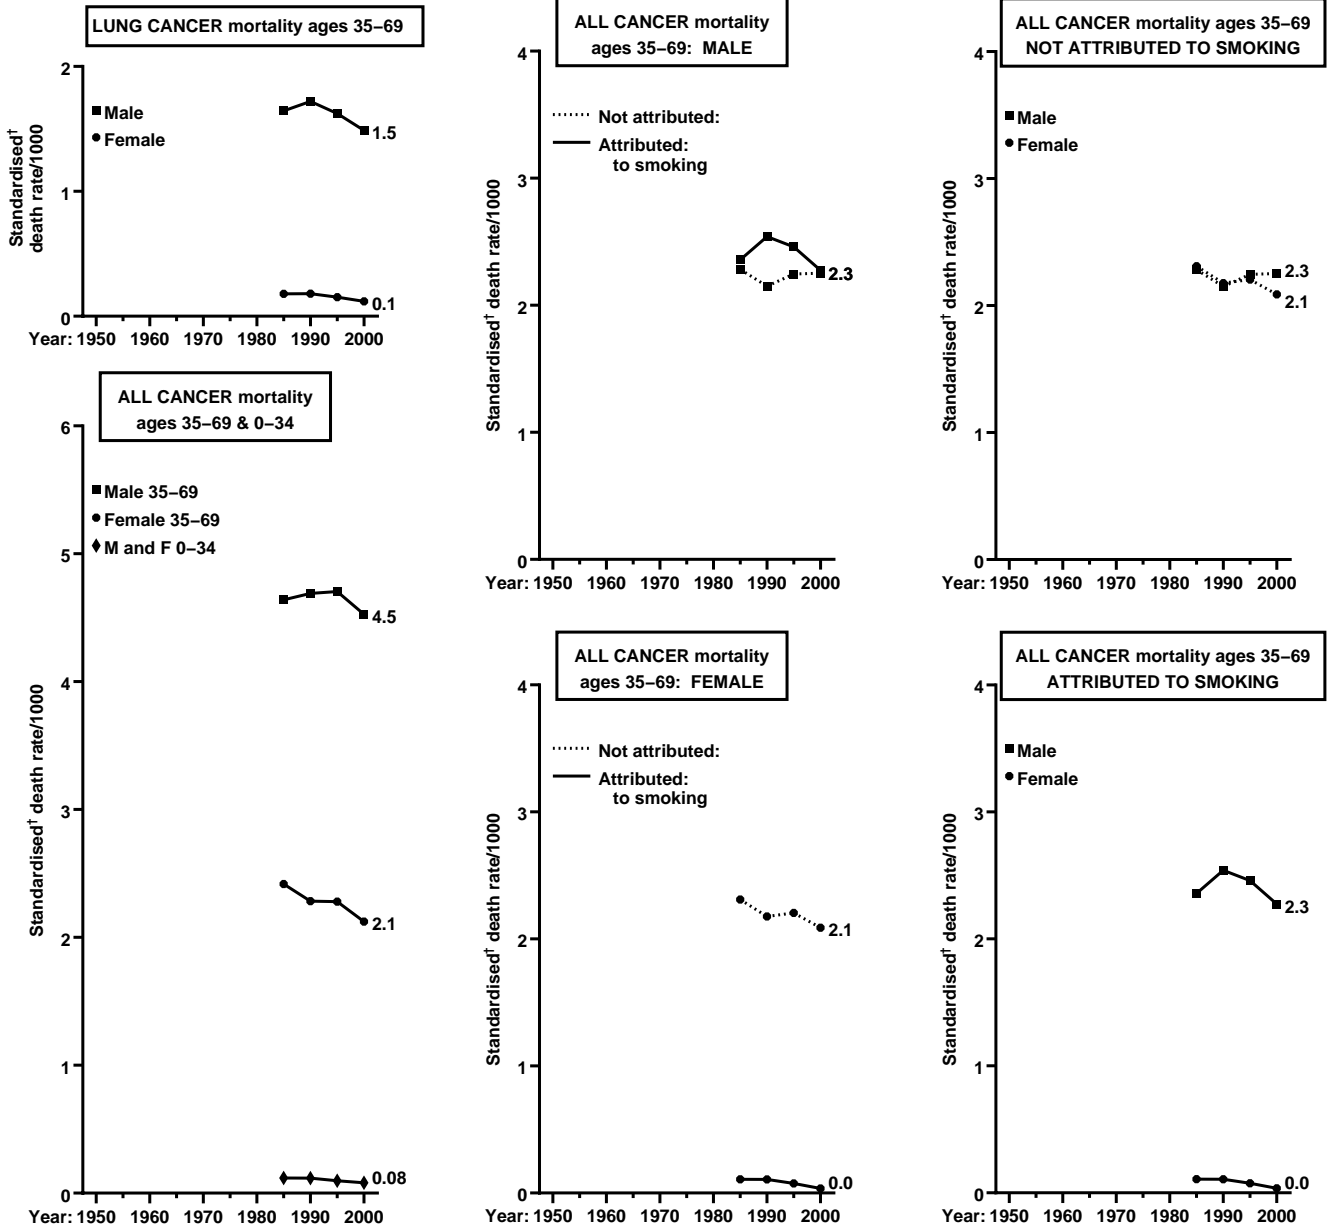 LUNG CANCER mortality ages 35–69
2
1
0
Standardised†
death rate/1000
Male
Female
1.5
0.1
Year: 1950 1960 1970 1980 1990 2000
ALL CANCER mortality
ages 35–69 & 0–34
6
5
4
3
2
1
0
Standardised† death rate/1000
Male 35–69
Female 35–69
M and F 0–34
4.5
2.1
0.08
Year: 1950 1960 1970 1980 1990 2000
ALL CANCER mortality
ages 35–69: MALE
4
3
2
1
0
Standardised† death rate/1000
Not attributed:
Attributed:
to smoking
2.3
Year: 1950 1960 1970 1980 1990 2000
ALL CANCER mortality
ages 35–69: FEMALE
4
3
2
1
0
Standardised† death rate/1000
Not attributed:
Attributed:
to smoking
2.1
0.0
Year: 1950 1960 1970 1980 1990 2000
ALL CANCER mortality ages 35–69
NOT ATTRIBUTED TO SMOKING
4
3
2
1
0
Standardised† death rate/1000
Male
Female
2.3
2.1
Year: 1950 1960 1970 1980 1990 2000
ALL CANCER mortality ages 35–69
ATTRIBUTED TO SMOKING
4
3
2
1
0
Standardised† death rate/1000
Male
Female
2.3
0.0
Year: 1950 1960 1970 1980 1990 2000